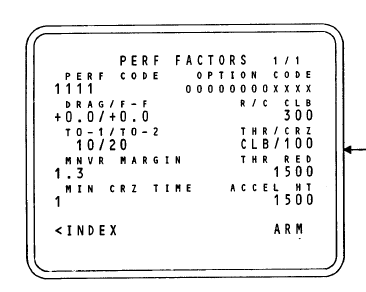 PERF FACTORS 1/1
PERF CODE OPTION CODE
1111 00000000XXXX
DRAG/F-F R/C CLB
+0.0/+0.0 300
TO-1/TO-2 THR/CRZ
10/20 CLB/100
MNVR MARGIN THR RED
1.3 1500
MIN CRZ TIME ACCEL HT
1 1500
<INDEX ARM